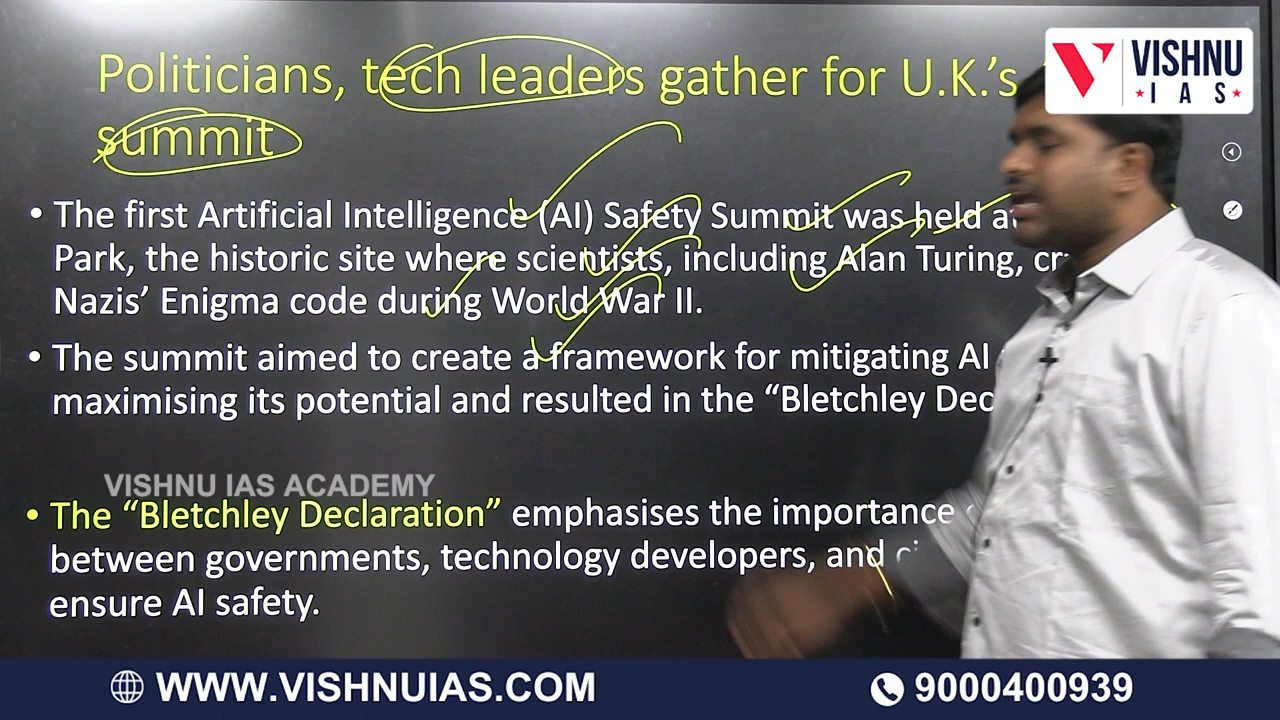 VISHNU
IAS
Politicians, tech leaders gather for U.K.'s
summit
• The first Artificial Intelligence (AI) Safety Summit was held
Park, the historic site where scientists, including Alan Turing,
Nazis' Enigma code during World War II.
• The summit aimed to create a framework for mitigating AI
maximising its potential and resulted in the “Bletchley Dec
VISHNU IAS ACADEMY
• The “Bletchley Declaration” emphasises the importance
between governments, technology developers, and
ensure AI safety.
WWW.VISHNUIAS.COM
9000400939